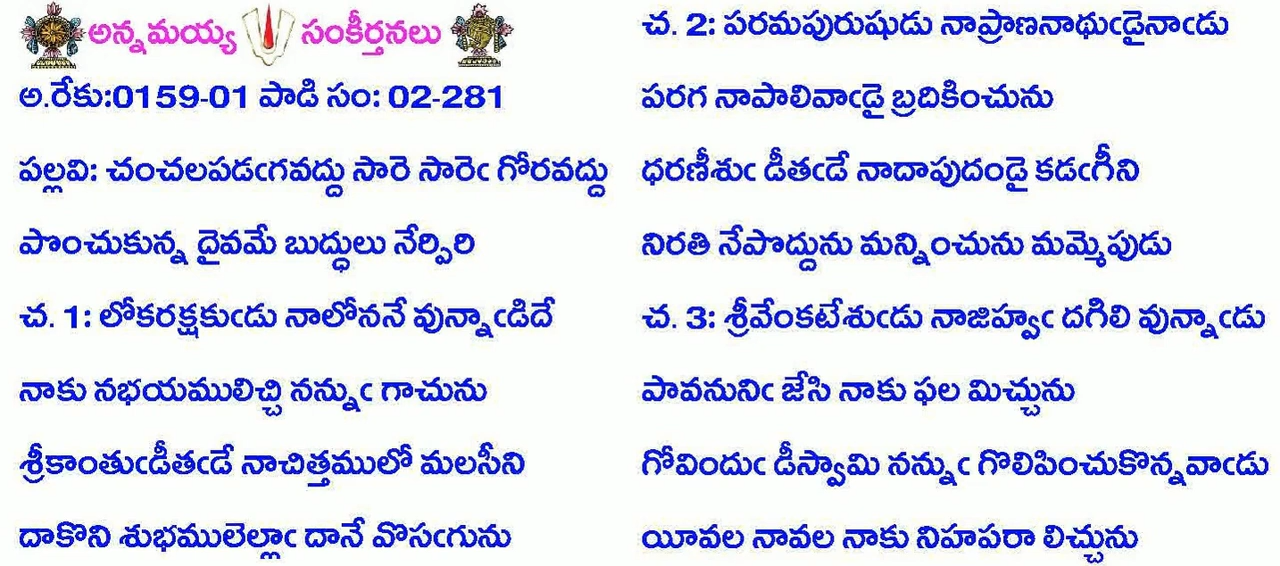 అన్నమయ్య సంకీర్తనలు
అ.రేకు:0159-01 పాడి సం: 02-281
పల్లవి: చంచలపడఁగవద్దు సారె సారెఁ గోరవద్దు
పొంచుకున్న దైవమే బుద్ధులు నేర్పిరి
చ. 1: లోకరక్షకుఁడు నాలోననే వున్నాఁడిదే
నాకు నభయములిచ్చి నన్నుఁ గాచును
శ్రీకాంతుఁడీతఁడే నాచిత్తములో మలసీని
దాకొని శుభములెల్లాఁ దానే వొసఁగును
చ. 2: పరమపురుషుడు నాప్రాణనాథుఁడైనాఁడు
పరగ నాపాలివాఁడై బ్రదికించును
ధరణీశుఁ డీతఁడే నాదాపుదండై కడఁగీని
నిరతి నేపొద్దును మన్నించును మమ్మెపుడు
చ. 3: శ్రీవేంకటేశుఁడు నాజిహ్వఁ దగిలి వున్నాఁడు
పావనునిఁ జేసి నాకు ఫల మిచ్చును
గోవిందుఁ డీస్వామి నన్నుఁ గొలిపించుకొన్నవాఁడు
యీవల నావల నాకు నిహపరా లిచ్చును